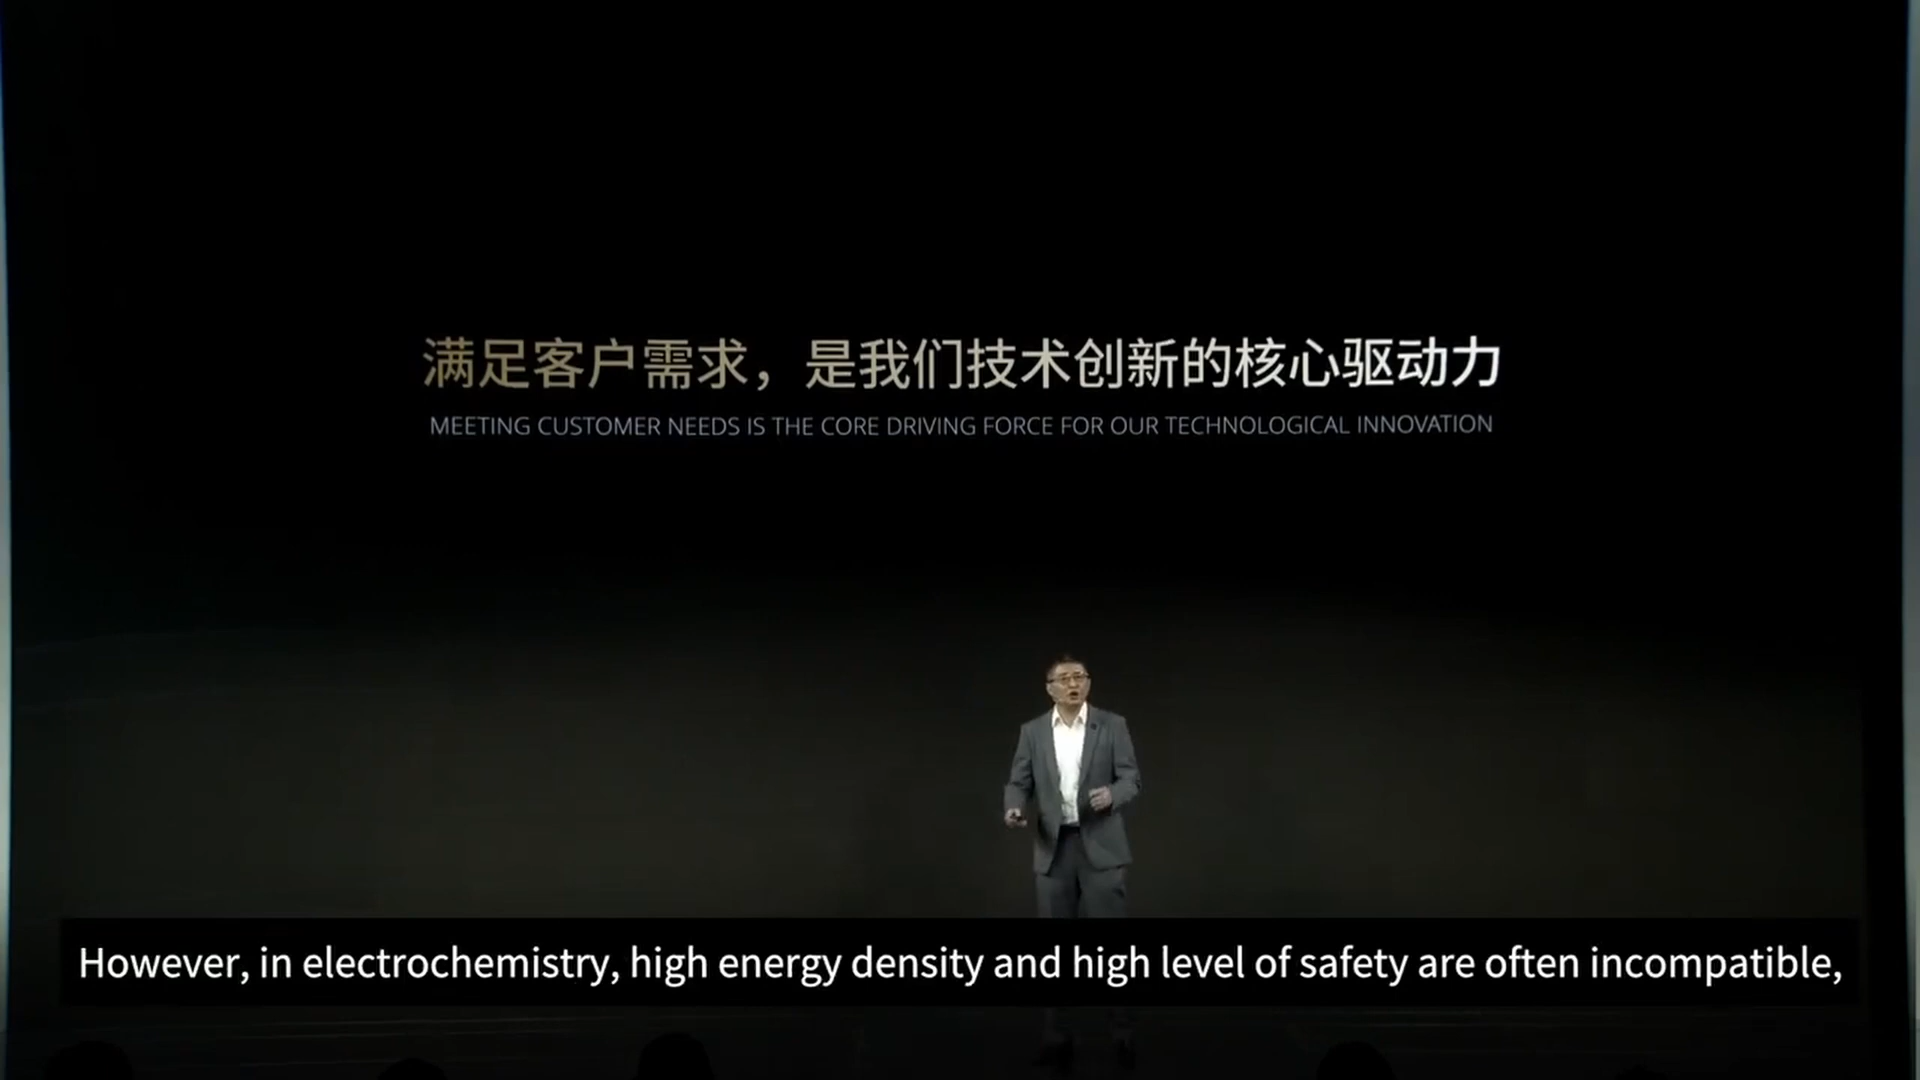 满足客户需求，是我们技术创新的核心驱动力
MEETING CUSTOMER NEEDS IS THE CORE DRIVING FORCE FOR OUR TECHNOLOGICAL INNOVATION
However, in electrochemistry, high energy density and high level of safety are often incompatible,